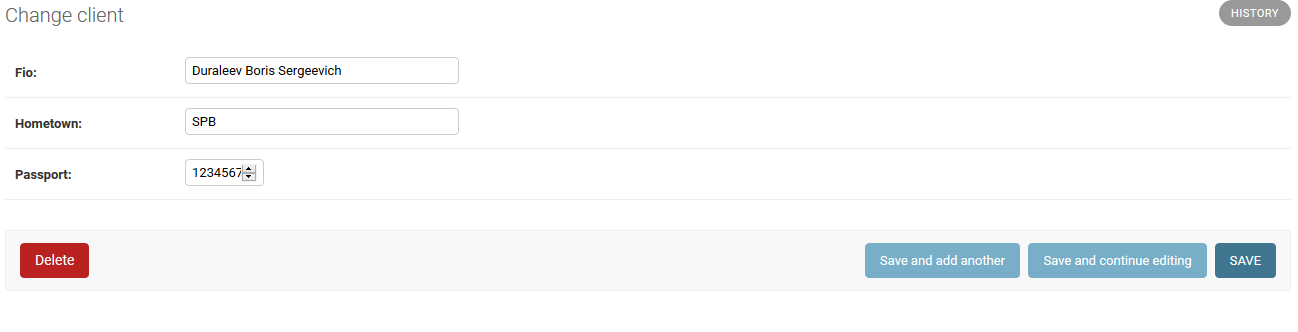 Change client
HISTORY
Fio:
Duraleev Boris Sergeevich
Hometown:
SPB
Passport:
1234567
Delete
Save and add another
Save and continue editing
SAVE